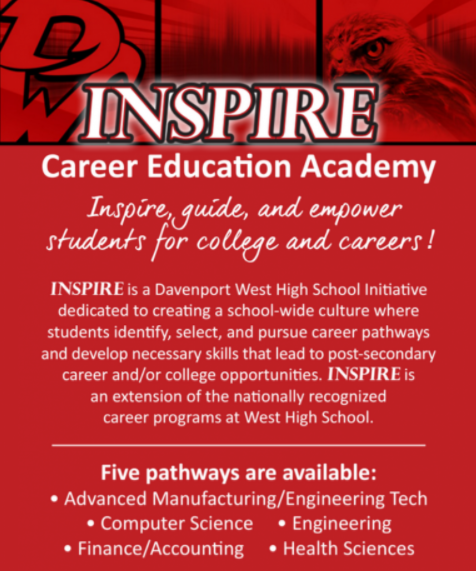 DW
INSPIRE
Career Education Academy
Inspire, guide, and empower
students for college and careers!
INSPIRE is a Davenport West High School Initiative
dedicated to creating a school-wide culture where
students identify, select, and pursue career pathways
and develop necessary skills that lead to post-secondary
career and/or college opportunities. INSPIRE is
an extension of the nationally recognized
career programs at West High School.
Five pathways are available:
• Advanced Manufacturing/Engineering Tech
• Computer Science • Engineering
• Finance/Accounting • Health Sciences